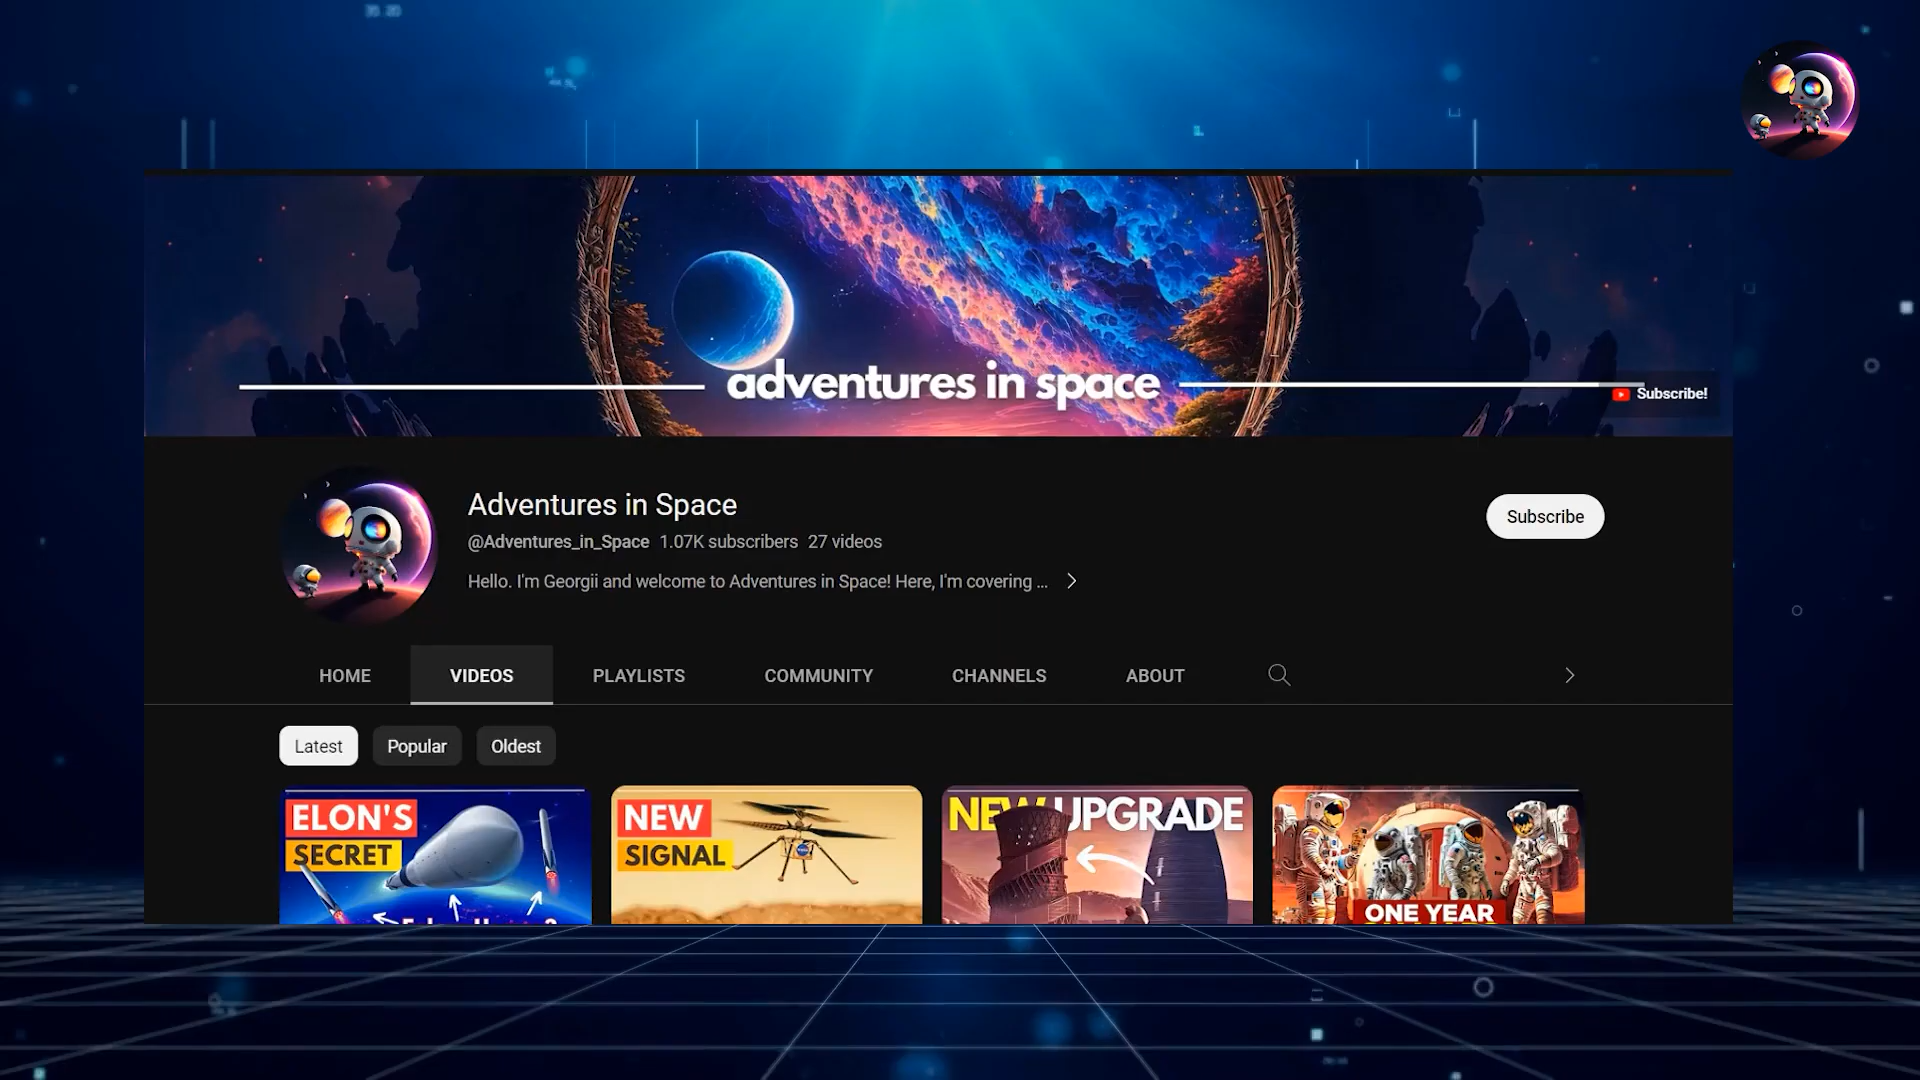 adventures in space
Subscribe!
Adventures in Space
@Adventures_in_Space 1.07K subscribers 27 videos
Hello. I'm Georgii and welcome to Adventures in Space! Here, I'm covering ...
Subscribe
HOME VIDEOS PLAYLISTS COMMUNITY CHANNELS ABOUT
Latest Popular Oldest
ELON'S
SECRET
NEW
SIGNAL
NEW UPGRADE
ONE YEAR